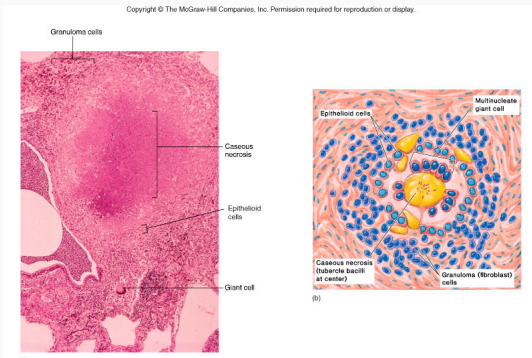 Copyright © The McGraw-Hill Companies, Inc. Permission required for reproduction or display.
Granuloma cells
Caseous
necrosis
Epithelioid
cells
Giant cell
Multinucleate
giant cell
Epithelioid cells
Caseous necrosis
(tubercle bacilli
at center)
Granuloma (fibroblast)
cells
(b)